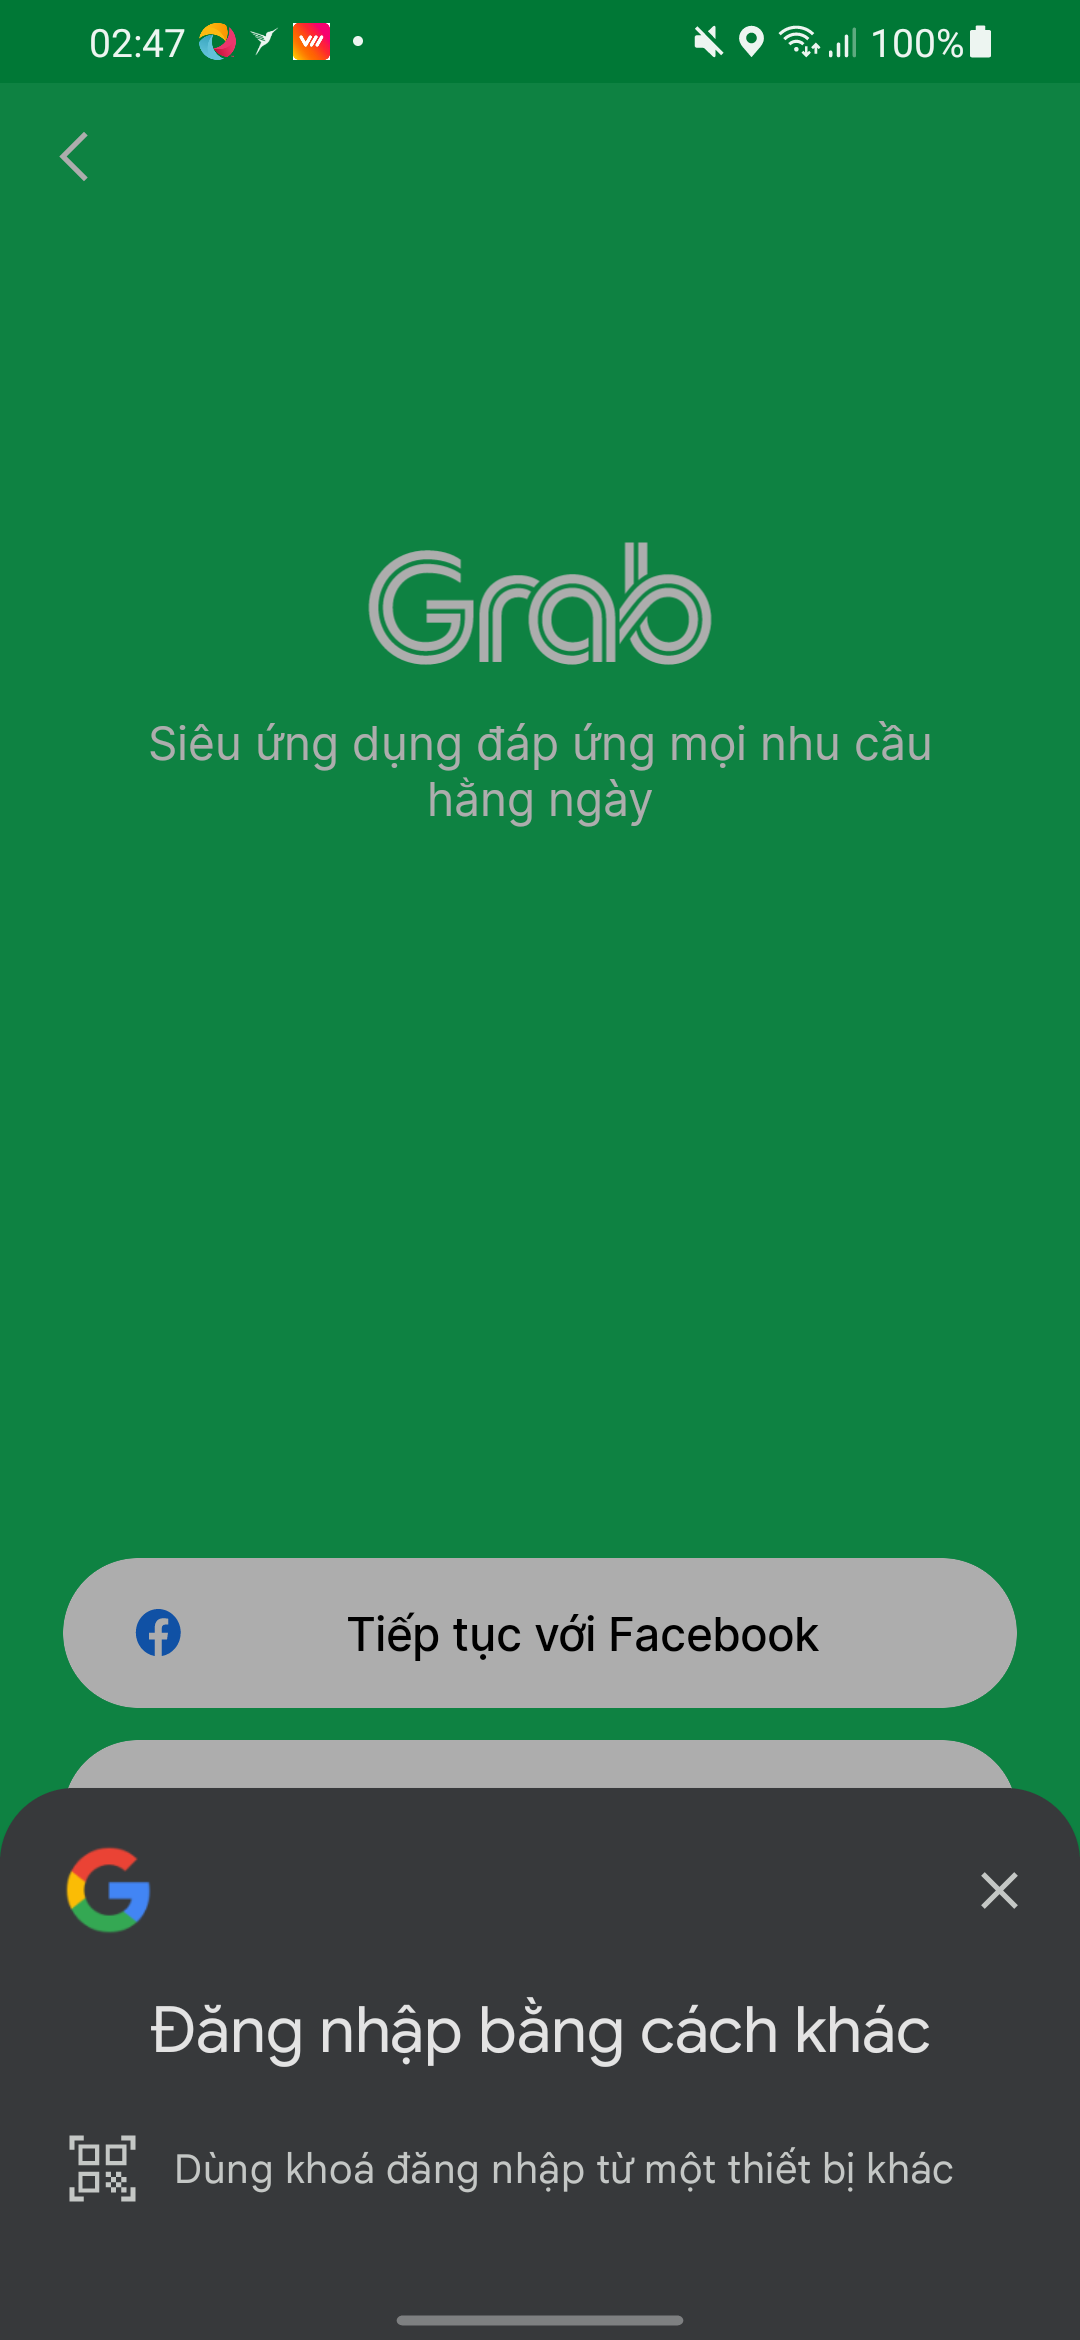 02:47
100%
Grab
Siêu ứng dụng đáp ứng mọi nhu cầu
hằng ngày
Tiếp tục với Facebook
Đăng nhập bằng cách khác
Dùng khoá đăng nhập từ một thiết bị khác